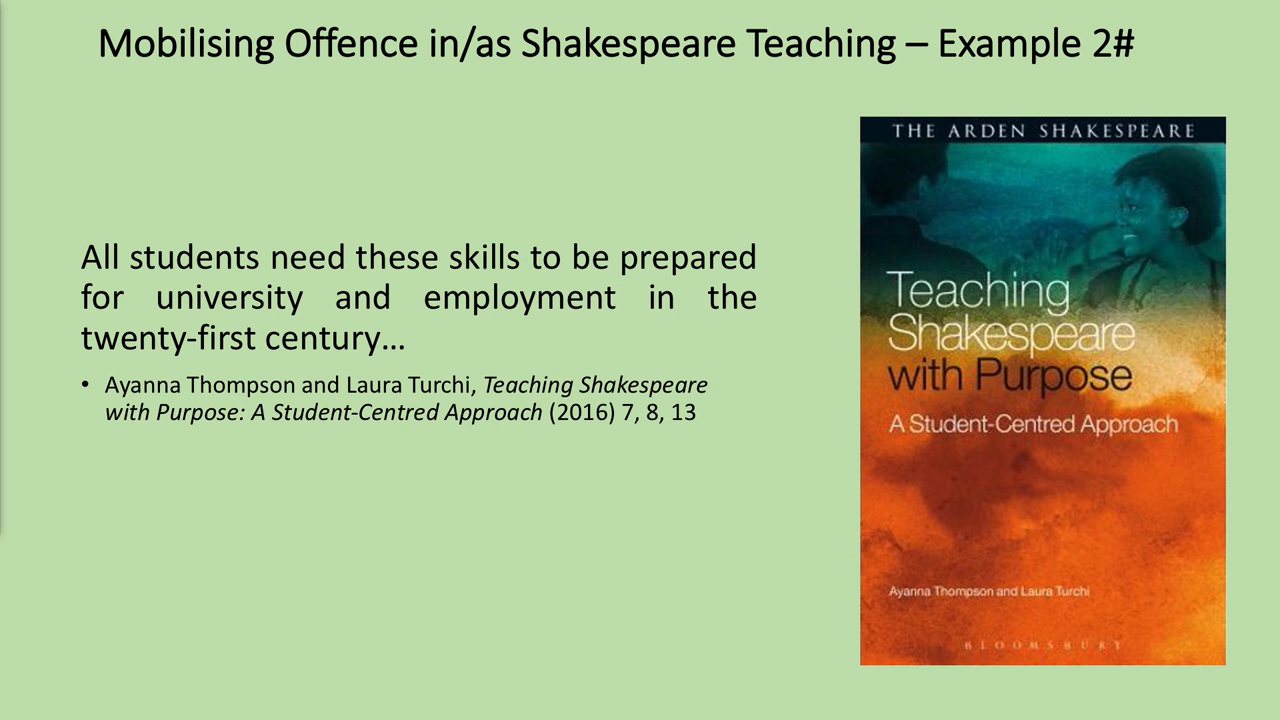 Mobilising Offence in/as Shakespeare Teaching – Example 2#
All students need these skills to be prepared
for university and employment in the
twenty-first century…
• Ayanna Thompson and Laura Turchi, Teaching Shakespeare
with Purpose: A Student-Centred Approach (2016) 7, 8, 13
THE ARDEN SHAKESPEARE
Teaching
Shakespeare
with Purpose
A Student-Centred Approach
Ayanna Thompson and Laura Turchi
BLOOMSBURY